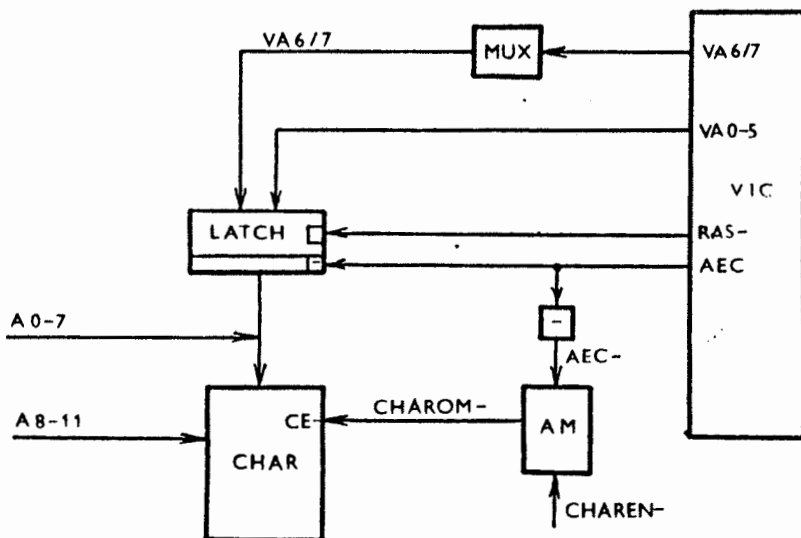 VA6/7
MUX
VA6/7
VA0-5
VIC
LATCH
RAS-
-
AEC
A0-7
-
AEC-
A8-11
CHAROM-
CE-
AM
CHAR
CHAREN-